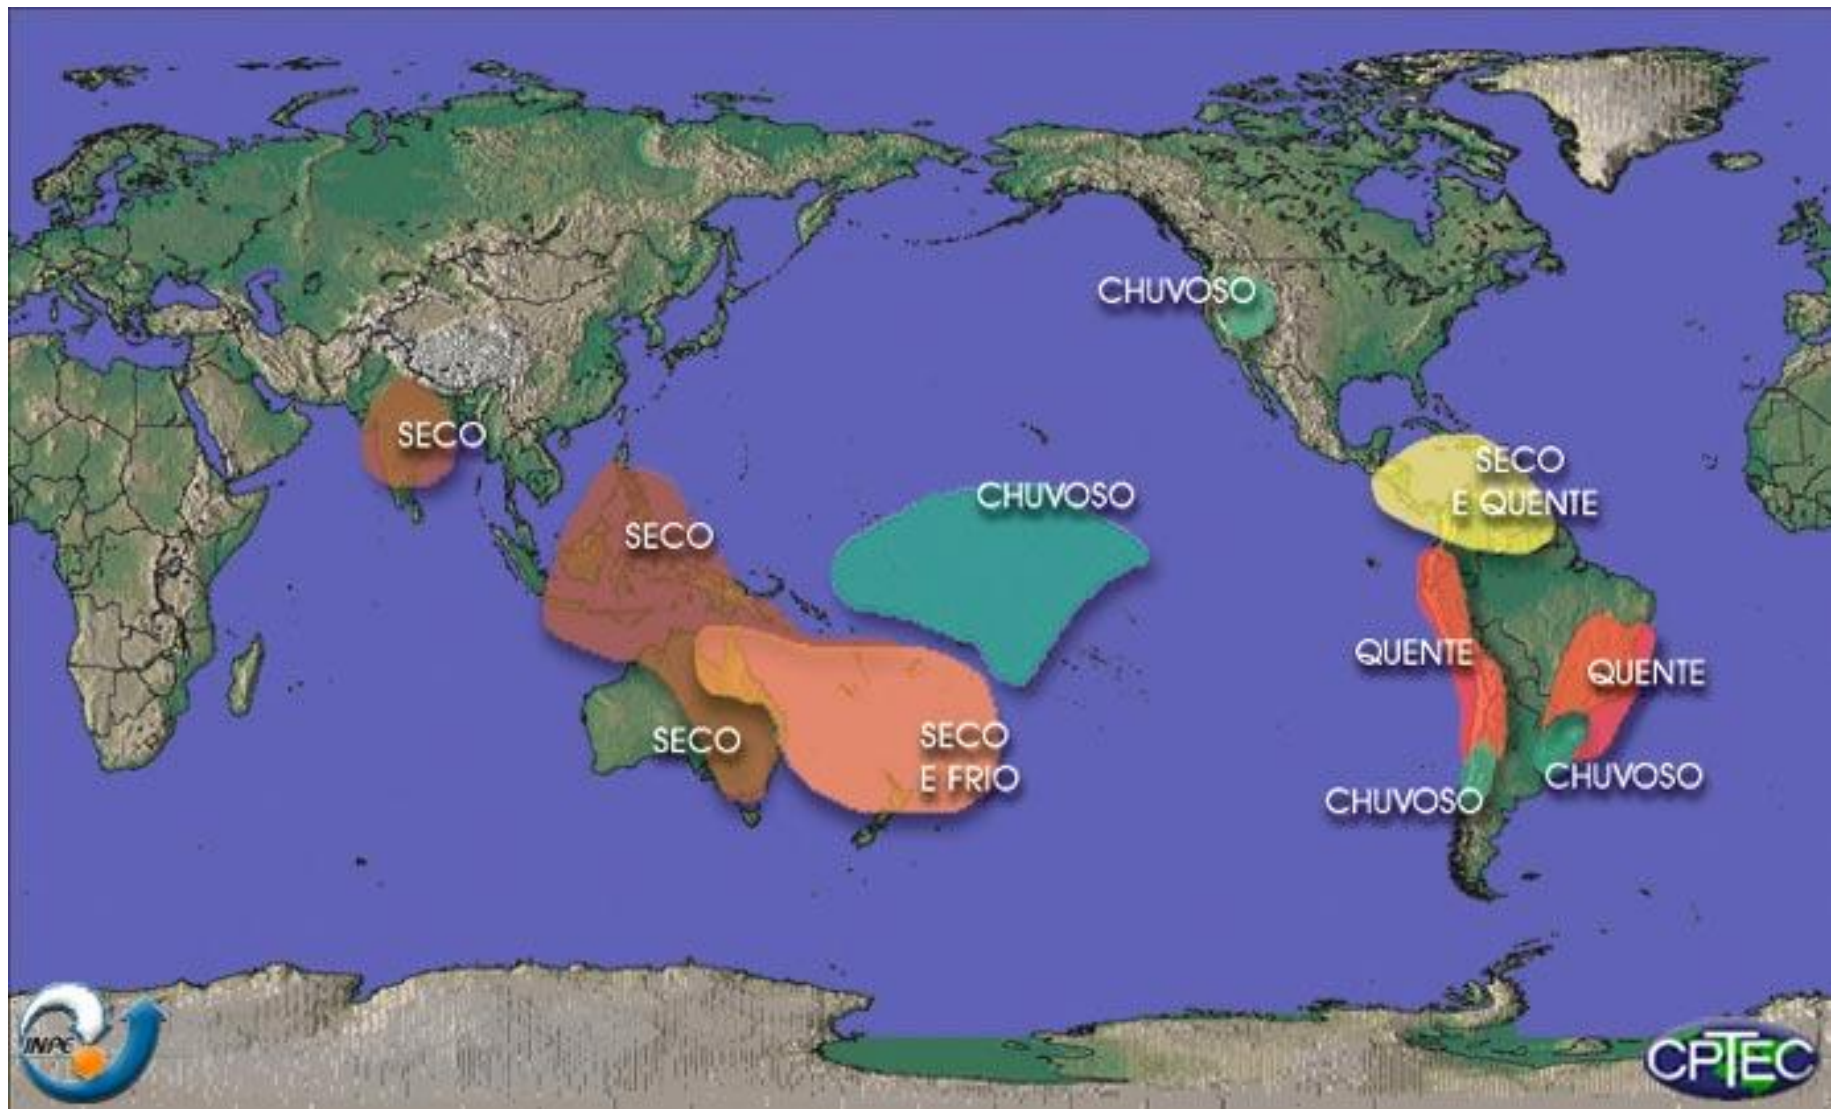 CHUVOSO
SECO
SECO
E QUENTE
CHUVOSO
SECO
QUENTE
QUENTE
SECO
SECO
E FRIO
CHUVOSO
CHUVOSO
INPE
CPTEC